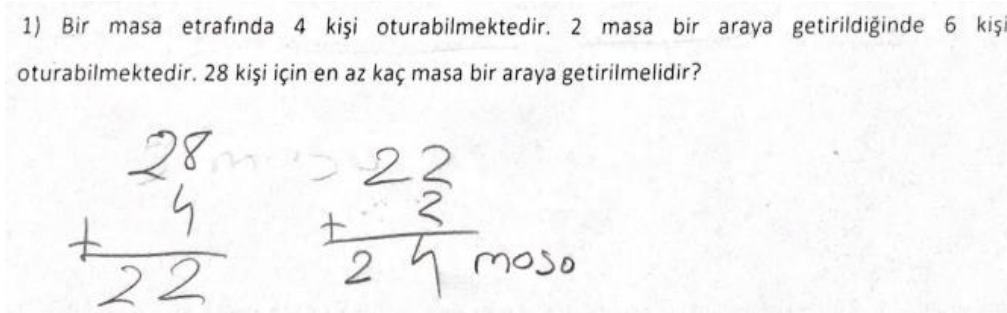 1) Bir masa etrafında 4 kişi oturabilmektedir. 2 masa bir araya getirildiğinde 6 kişi
oturabilmektedir. 28 kişi için en az kaç masa bir araya getirilmelidir?
28
4
+
22
22
2
+
24 masa